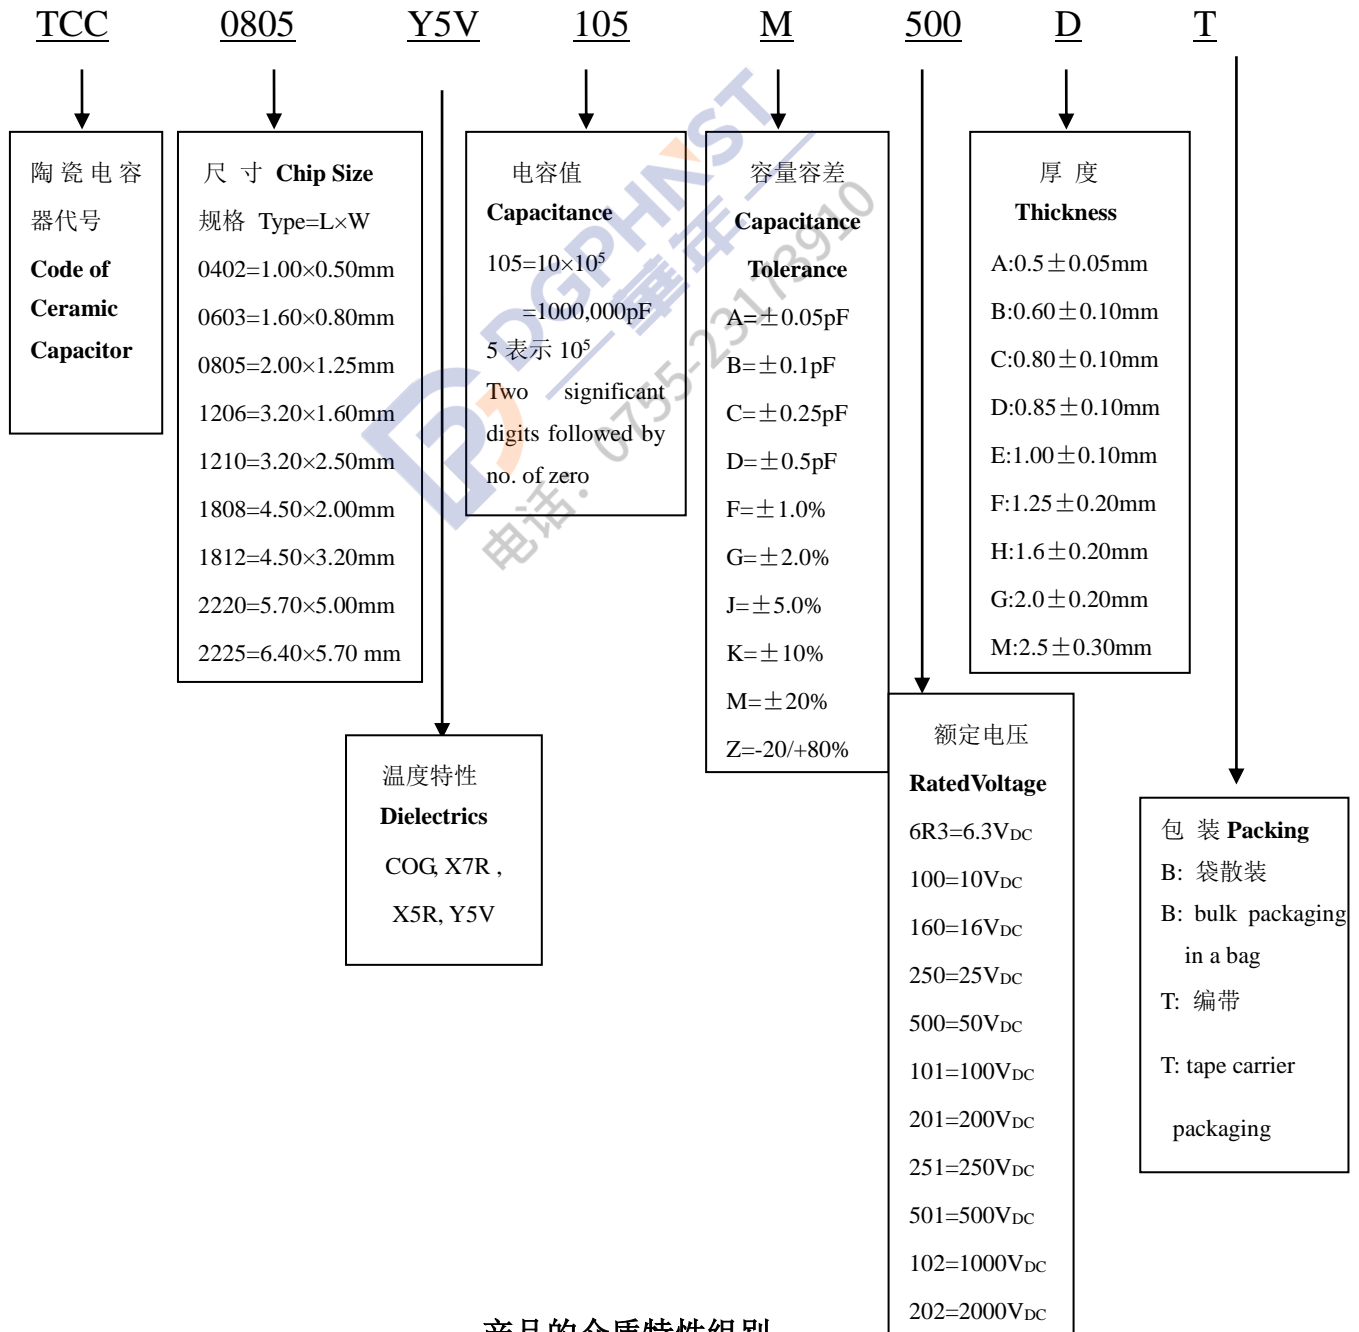 TCC 0805 Y5V 105 M 500 D T
陶瓷电容
器代号
Code of
Ceramic
Capacitor
尺 寸 Chip Size
规格 Type=L×W
0402=1.00×0.50mm
0603=1.60×0.80mm
0805=2.00×1.25mm
1206=3.20×1.60mm
1210=3.20×2.50mm
1808=4.50×2.00mm
1812=4.50×3.20mm
2220=5.70×5.00mm
2225=6.40×5.70 mm
温度特性
Dielectrics
COG, X7R ,
X5R, Y5V
电容值
Capacitance
105=10×10⁵
=1000,000pF
5 表示 10⁵
Two significant
digits followed by
no. of zero
容量容差
Capacitance
Tolerance
A=±0.05pF
B=±0.1pF
C=±0.25pF
D=±0.5pF
F=±1.0%
G=±2.0%
J=±5.0%
K=±10%
M=±20%
Z=-20/+80%
额定电压
RatedVoltage
6R3=6.3VDC
100=10VDC
160=16VDC
250=25VDC
500=50VDC
101=100VDC
201=200VDC
251=250VDC
501=500VDC
102=1000VDC
202=2000VDC
厚 度
Thickness
A:0.5±0.05mm
B:0.60±0.10mm
C:0.80±0.10mm
D:0.85±0.10mm
E:1.00±0.10mm
F:1.25±0.20mm
H:1.6±0.20mm
G:2.0±0.20mm
M:2.5±0.30mm
包 装 Packing
B: 袋散装
B: bulk packaging
in a bag
T: 编带
T: tape carrier
packaging
DGPHNST
華年
电话: 0755-23173910
产品的介质特性组别